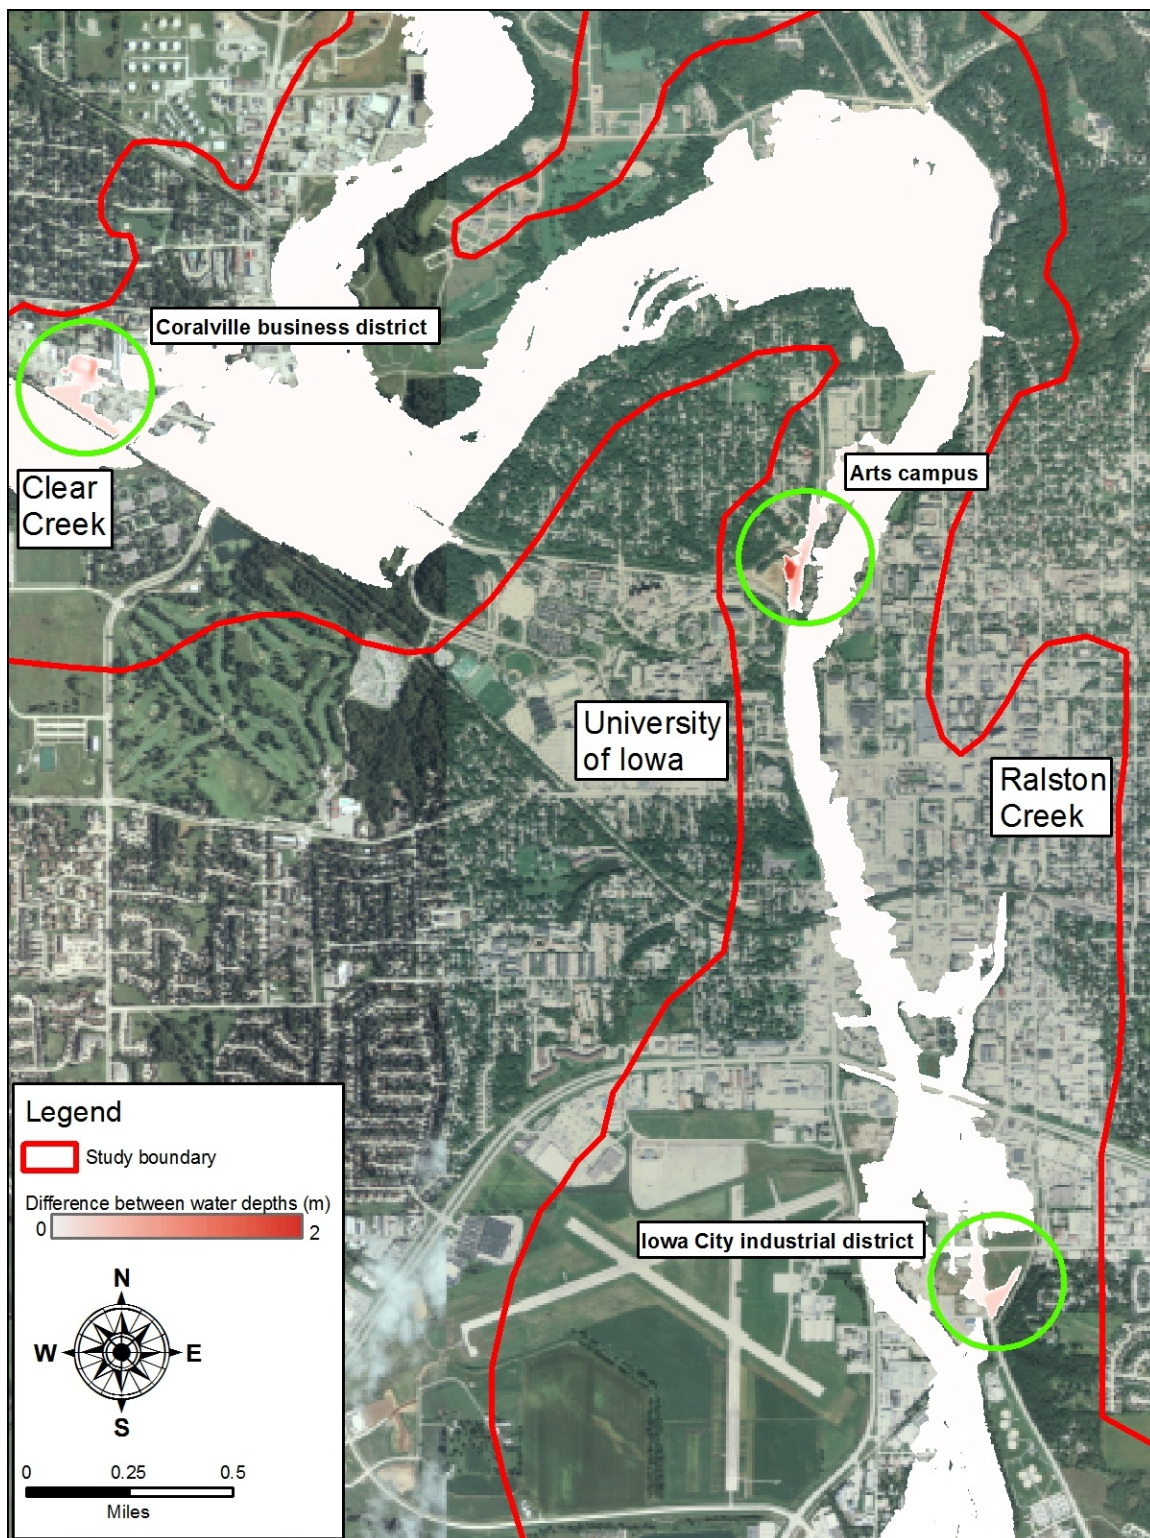 Coralville business district
Clear
Creek
Arts campus
University
of Iowa
Ralston
Creek
Iowa City industrial district
Legend
Study boundary
Difference between water depths (m)
0 2
N
W E
S
0 0.25 0.5
Miles